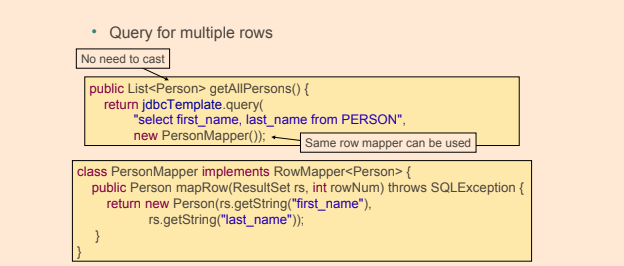 • Query for multiple rows
No need to cast
public List<Person> getAllPersons() {
return jdbcTemplate.query(
"select first_name, last_name from PERSON",
new PersonMapper());
Same row mapper can be used
class PersonMapper implements RowMapper<Person> {
public Person mapRow(ResultSet rs, int rowNum) throws SQLException {
return new Person(rs.getString("first_name"),
rs.getString("last_name"));
}
}